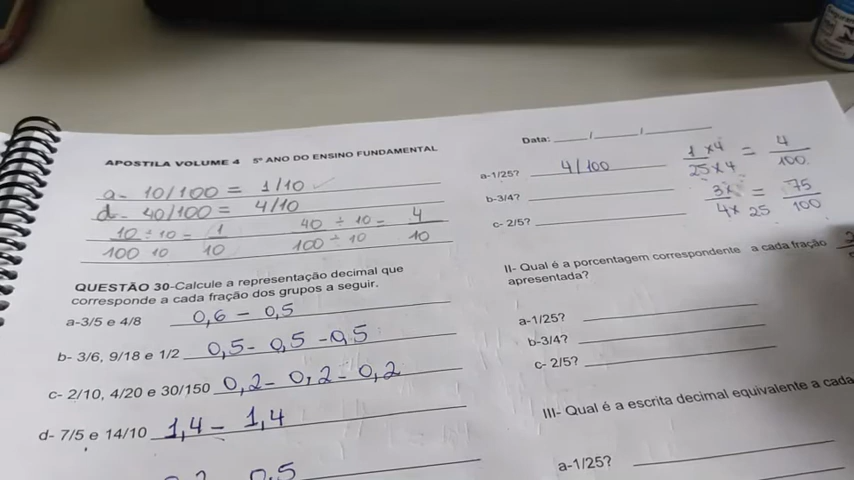 APOSTILA VOLUME 4 5º ANO DO ENSINO FUNDAMENTAL
a- 10/100 = 1/10
d- 40/100 = 4/10
10 ÷ 10 = 1
100 10 10
40 ÷ 10 = 4
100 ÷ 10 10
QUESTÃO 30-Calcule a representação decimal que
corresponde a cada fração dos grupos a seguir.
a-3/5 e 4/8 0,6 - 0,5
b- 3/6, 9/18 e 1/2 0,5- 0,5 -0,5
c- 2/10, 4/20 e 30/150 0,2- 0,2- 0,2
d- 7/5 e 14/10 1,4 - 1,4
0,5
Data: ____/____/____
a-1/25? 4/100
b-3/4?
c- 2/5?
1 x4 = 4
25 x 4 100
3x = 75
4x 25 100
II- Qual é a porcentagem correspondente a cada fração
apresentada?
a-1/25?
b-3/4?
c- 2/5?
III- Qual é a escrita decimal equivalente a cada
a-1/25?